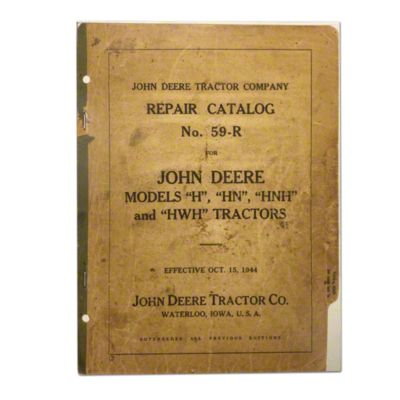 JOHN DEERE TRACTOR COMPANY
REPAIR CATALOG
No. 59-R
FOR
JOHN DEERE
MODELS "H", "HN", "HNH"
and "HWH" TRACTORS
EFFECTIVE OCT. 15, 1944
JOHN DEERE TRACTOR CO.
WATERLOO, IOWA, U. S. A.
SUPERSEDES ALL PREVIOUS EDITIONS